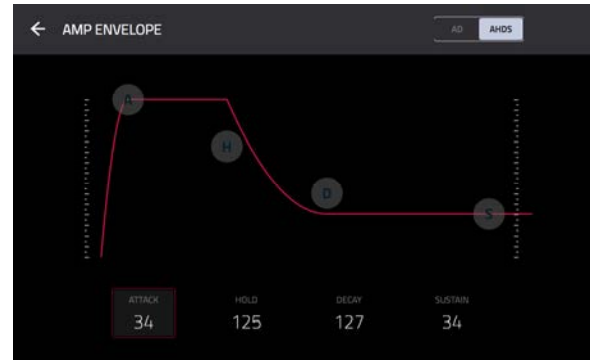 ← AMP ENVELOPE
AD AHDS
A
H
D
S
ATTACK HOLD DECAY SUSTAIN
34 125 127 34